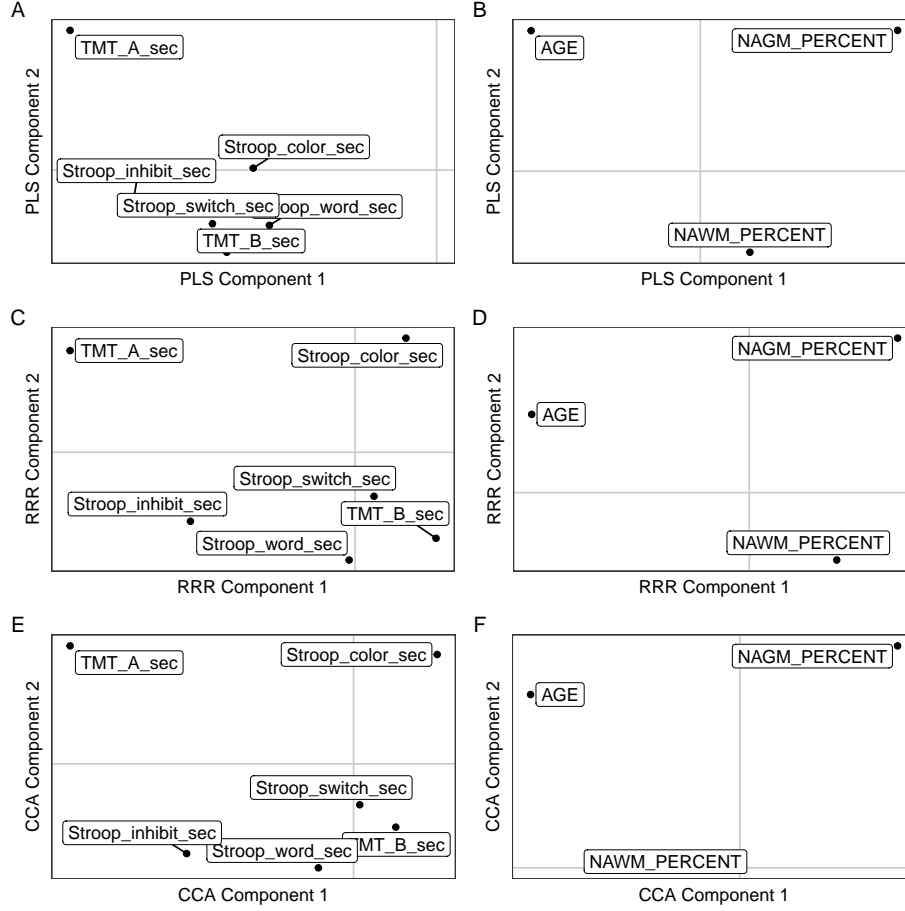 A
PLS Component 2
TMT_A_sec
Stroop_color_sec
Stroop_inhibit_sec
Stroop_switch_sec
troop_word_sec
TMT_B_sec
PLS Component 1
B
PLS Component 2
AGE
NAGM_PERCENT
NAWM_PERCENT
PLS Component 1
C
RRR Component 2
TMT_A_sec
Stroop_color_sec
Stroop_switch_sec
Stroop_inhibit_sec
TMT_B_sec
Stroop_word_sec
RRR Component 1
D
RRR Component 2
NAGM_PERCENT
AGE
NAWM_PERCENT
RRR Component 1
E
CCA Component 2
TMT_A_sec
Stroop_color_sec
Stroop_switch_sec
Stroop_inhibit_sec
Stroop_word_sec
TMT_B_sec
CCA Component 1
F
CCA Component 2
NAGM_PERCENT
AGE
NAWM_PERCENT
CCA Component 1